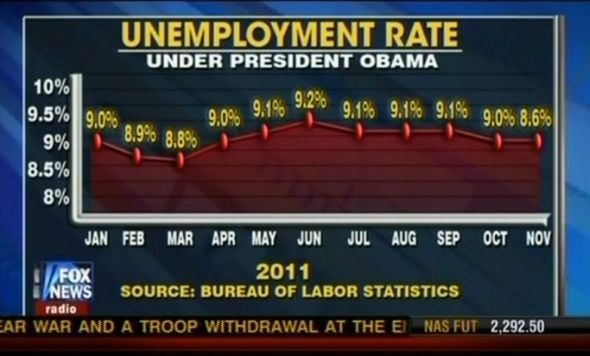 UNEMPLOYMENT RATE
UNDER PRESIDENT OBAMA
10%
9.5%
9%
8.5%
8%
9.0% 8.9% 8.8% 9.0% 9.1% 9.2% 9.1% 9.1% 9.1% 9.0% 8.6%
JAN FEB MAR APR MAY JUN JUL AUG SEP OCT NOV
2011
SOURCE: BUREAU OF LABOR STATISTICS
FOX
NEWS
radio
EAR WAR AND A TROOP WITHDRAWAL AT THE E NAS FUT 2,292.50